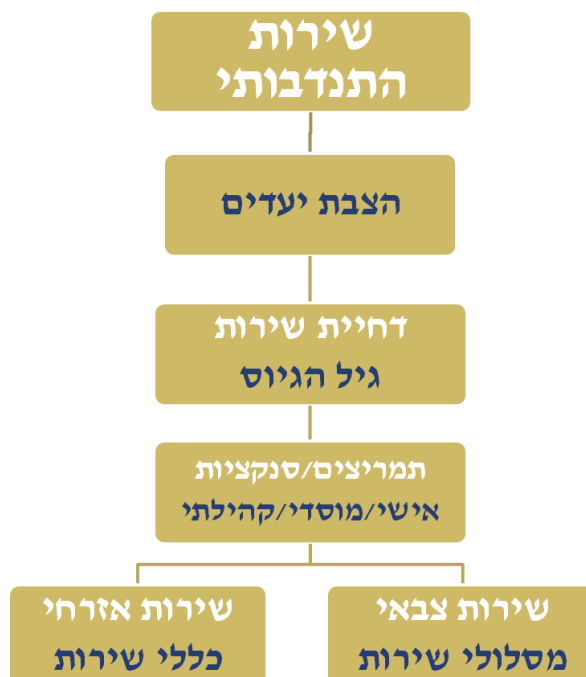 שירות
התנדבותי
הצבת יעדים
דחיית שירות
גיל הגיוס
תמריצים/סנקציות
אישי/מוסדי/קהילתי
שירות צבאי
מסלולי שירות
שירות אזרחי
כללי שירות